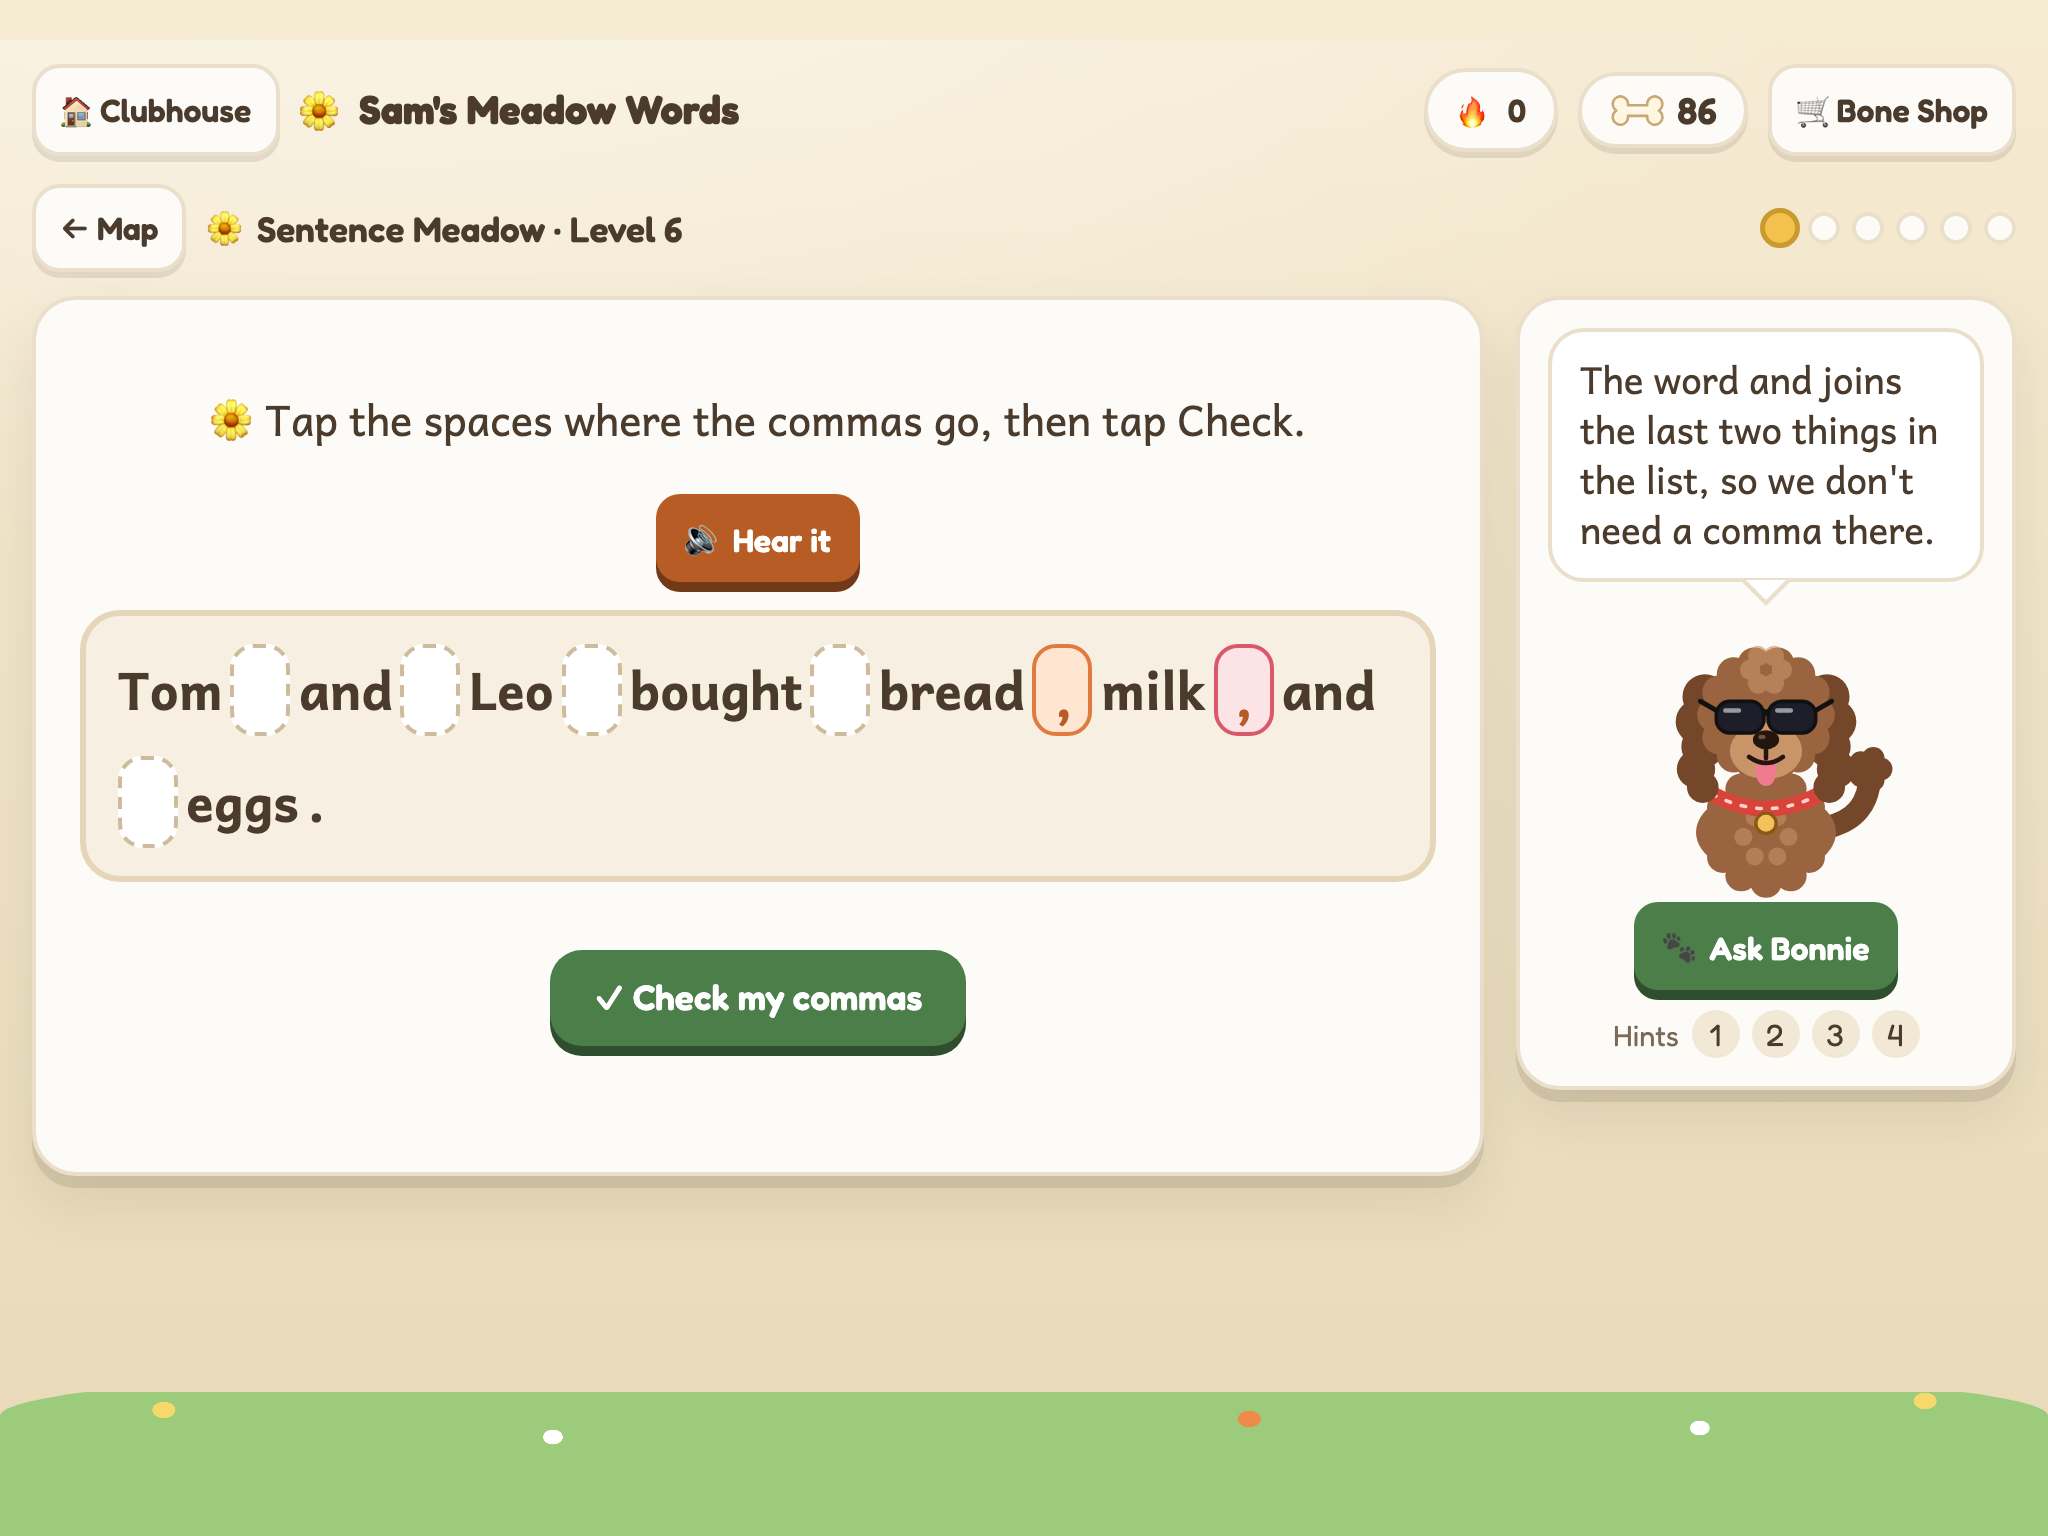 Clubhouse
Sam's Meadow Words
0
86
Bone Shop
← Map
Sentence Meadow · Level 6
Tap the spaces where the commas go, then tap Check.
Hear it
Tom and Leo bought bread , milk , and
eggs .
✓ Check my commas
The word and joins
the last two things in
the list, so we don't
need a comma there.
Ask Bonnie
Hints 1 2 3 4